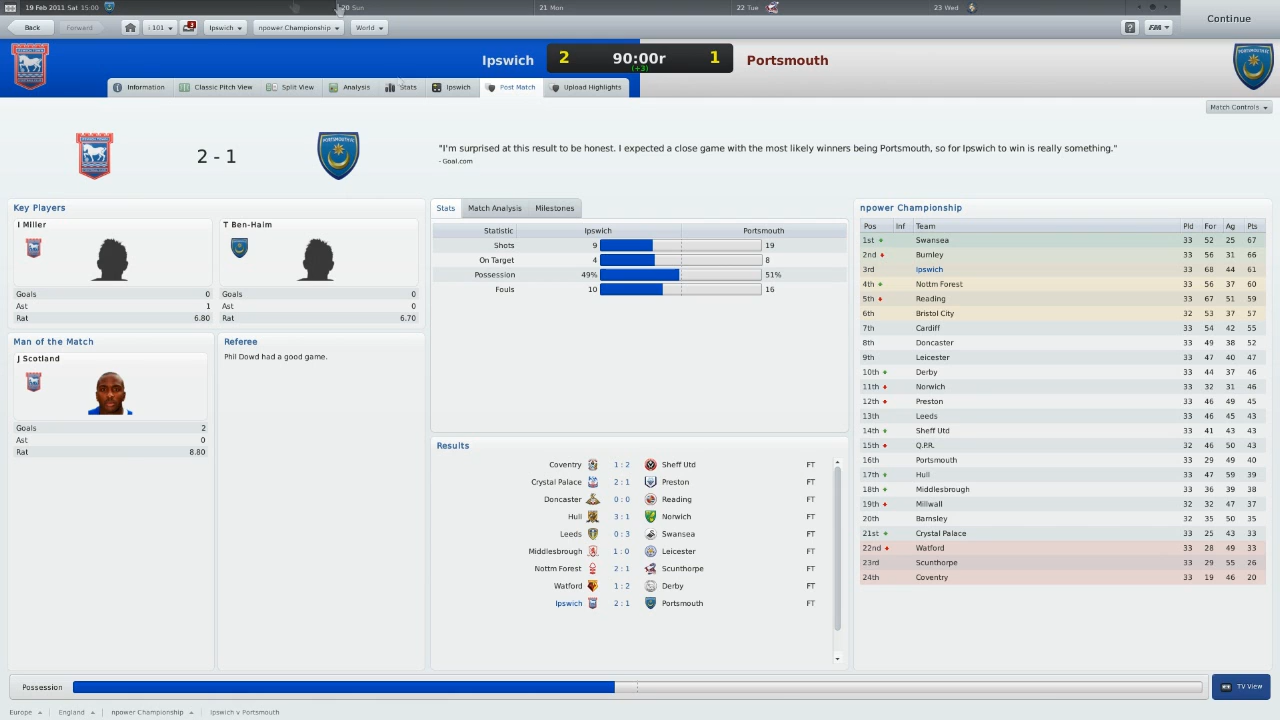 19 Feb 2011 Sat 15:00 20 Sun 21 Mon 22 Tue 23 Wed
Back Forward i 101 3 Ipswich npower Championship World ? FM Continue
Ipswich 2 90:00r (+3) 1 Portsmouth
Information Classic Pitch View Split View Analysis Stats Ipswich Post Match Upload Highlights
Match Controls
2 - 1
"I'm surprised at this result to be honest. I expected a close game with the most likely winners being Portsmouth, so for Ipswich to win is really something."
- Goal.com
Key Players
I Miller T Ben-Haim
Goals 0 Goals 0
Ast 1 Ast 0
Rat 6.80 Rat 6.70
Man of the Match
J Scotland
Goals 2
Ast 0
Rat 8.80
Referee
Phil Dowd had a good game.
Stats Match Analysis Milestones
Statistic Ipswich Portsmouth
Shots 9 19
On Target 4 8
Possession 49% 51%
Fouls 10 16
Results
Coventry 1 : 2 Sheff Utd FT
Crystal Palace 2 : 1 Preston FT
Doncaster 0 : 0 Reading FT
Hull 3 : 1 Norwich FT
Leeds 0 : 3 Swansea FT
Middlesbrough 1 : 0 Leicester FT
Nottm Forest 2 : 1 Scunthorpe FT
Watford 1 : 2 Derby FT
Ipswich 2 : 1 Portsmouth FT
npower Championship
Pos Inf Team Pld For Ag Pts
1st Swansea 33 52 25 67
2nd Burnley 33 56 31 66
3rd Ipswich 33 68 44 61
4th Nottm Forest 33 56 37 60
5th Reading 33 67 51 59
6th Bristol City 32 53 37 57
7th Cardiff 33 54 42 55
8th Doncaster 33 49 38 52
9th Leicester 33 47 40 47
10th Derby 33 44 37 46
11th Norwich 33 32 31 46
12th Preston 33 46 49 45
13th Leeds 33 46 45 43
14th Sheff Utd 33 41 43 43
15th Q.P.R. 32 46 50 43
16th Portsmouth 33 29 49 40
17th Hull 33 47 59 39
18th Middlesbrough 33 36 39 38
19th Millwall 32 32 47 37
20th Barnsley 32 35 50 35
21st Crystal Palace 33 25 43 33
22nd Watford 33 28 49 33
23rd Scunthorpe 33 29 55 26
24th Coventry 33 19 46 20
Possession TV View
Europe England npower Championship Ipswich v Portsmouth